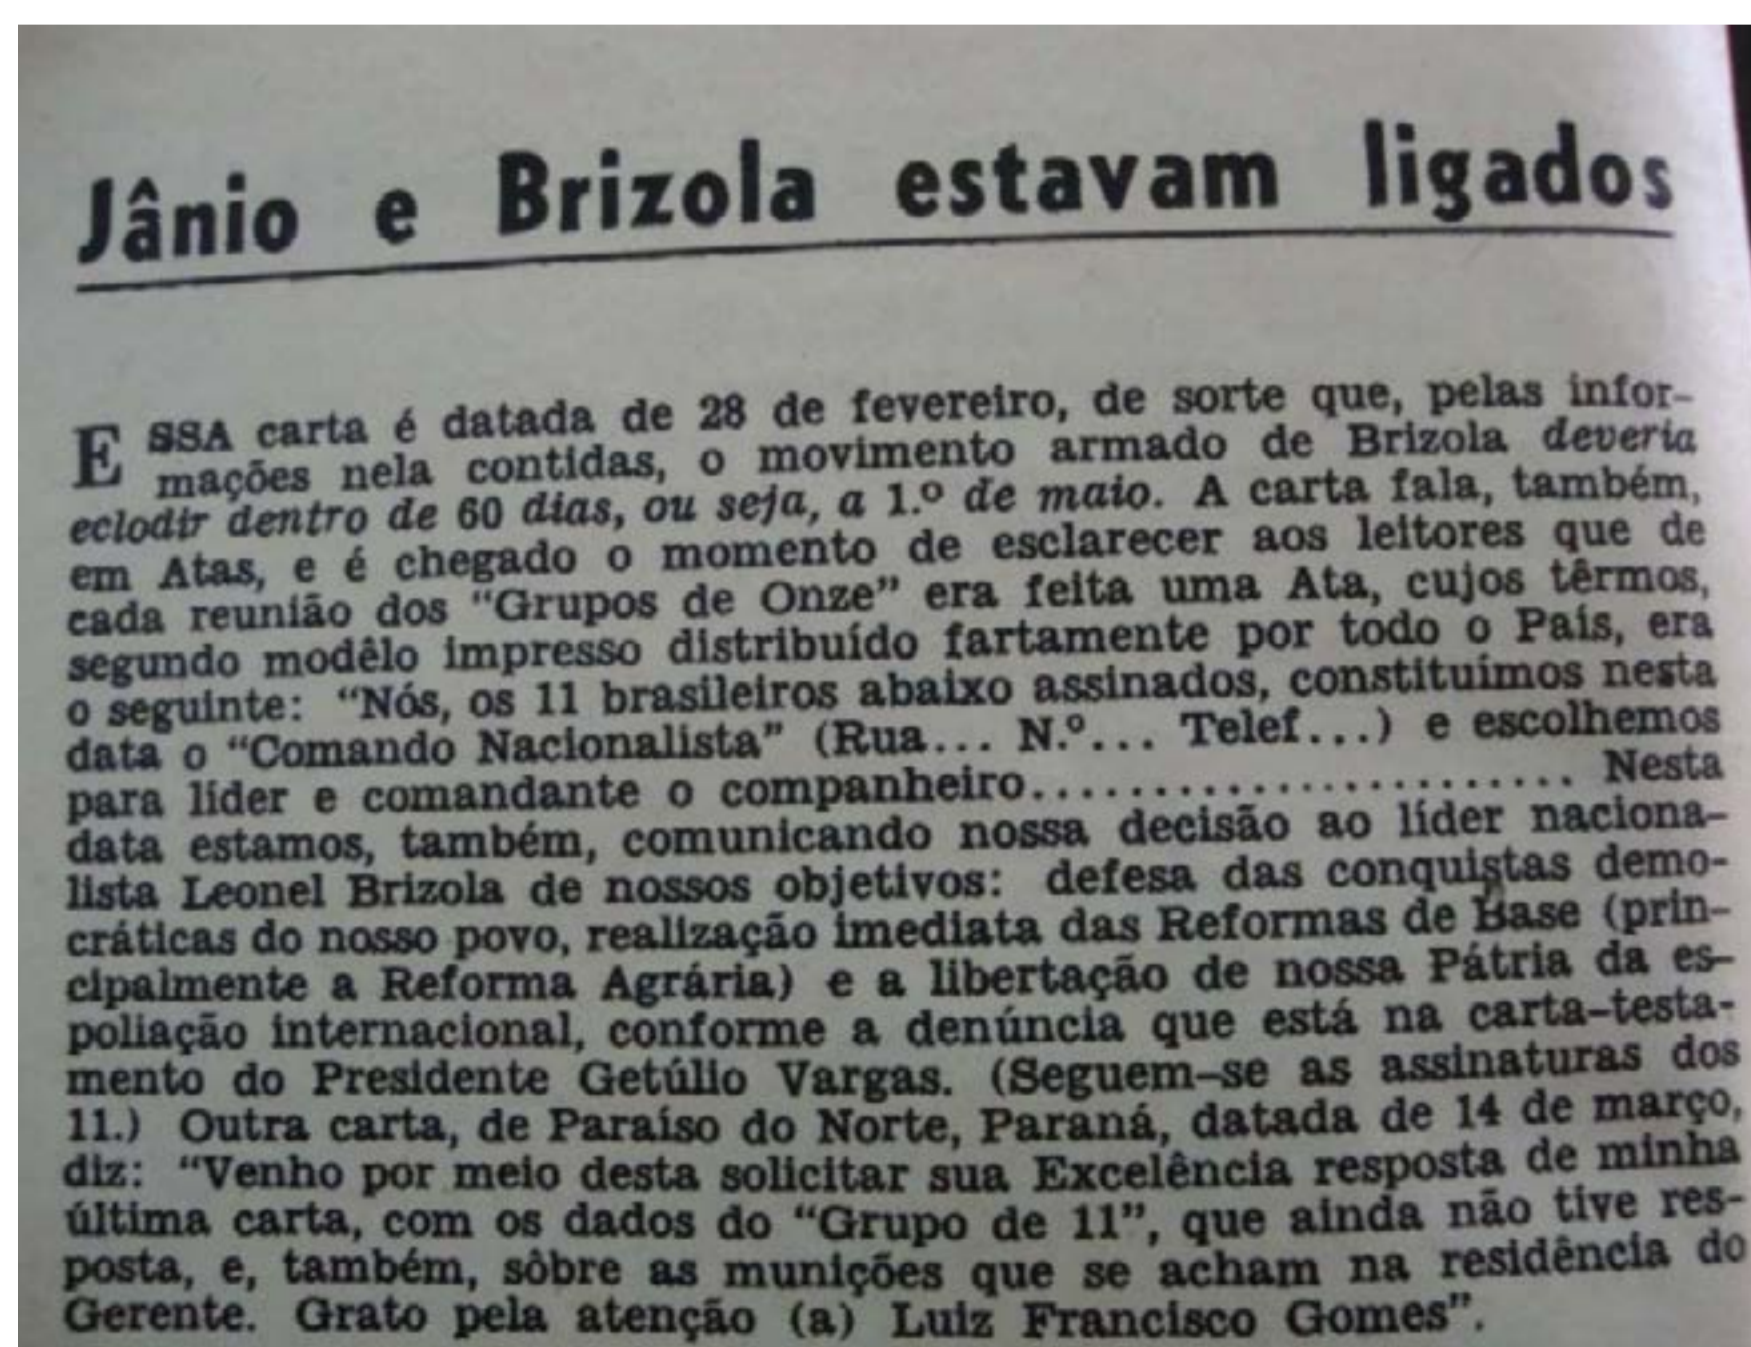 Jânio e Brizola estavam ligados
ESSA carta é datada de 28 de fevereiro, de sorte que, pelas infor-
mações nela contidas, o movimento armado de Brizola deveria
eclodir dentro de 60 dias, ou seja, a 1.º de maio. A carta fala, também,
em Atas, e é chegado o momento de esclarecer aos leitores que de
cada reunião dos "Grupos de Onze" era feita uma Ata, cujos têrmos,
segundo modêlo impresso distribuído fartamente por todo o País, era
o seguinte: "Nós, os 11 brasileiros abaixo assinados, constituímos nesta
data o "Comando Nacionalista" (Rua... N.º... Telef...) e escolhemos
para líder e comandante o companheiro...................... Nesta
data estamos, também, comunicando nossa decisão ao líder naciona-
lista Leonel Brizola de nossos objetivos: defesa das conquistas demo-
cráticas do nosso povo, realização imediata das Reformas de Base (prin-
cipalmente a Reforma Agrária) e a libertação de nossa Pátria da es-
poliação internacional, conforme a denúncia que está na carta-testa-
mento do Presidente Getúlio Vargas. (Seguem-se as assinaturas dos
11.) Outra carta, de Paraíso do Norte, Paraná, datada de 14 de março,
diz: "Venho por meio desta solicitar sua Excelência resposta de minha
última carta, com os dados do "Grupo de 11", que ainda não tive res-
posta, e, também, sôbre as munições que se acham na residência do
Gerente. Grato pela atenção (a) Luiz Francisco Gomes".